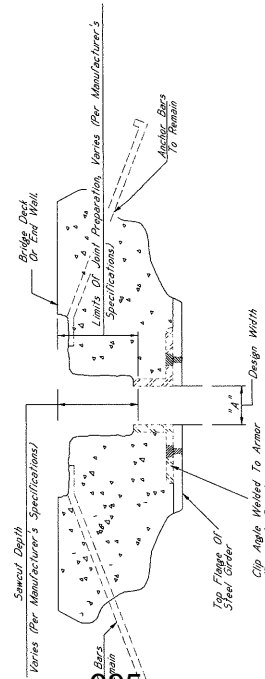 Sawcut Depth
Varies (Per Manufacturer's Specifications)
Bridge Deck
Or End Wall.
Limits Of Joint Preparation, Varies (Per Manufacturer's
Specifications)
Anchor Bars
To Remain
Bars
main
Top Flange Of
Steel Girder
Clip Angle Welded To Armor
"A"
Design Width